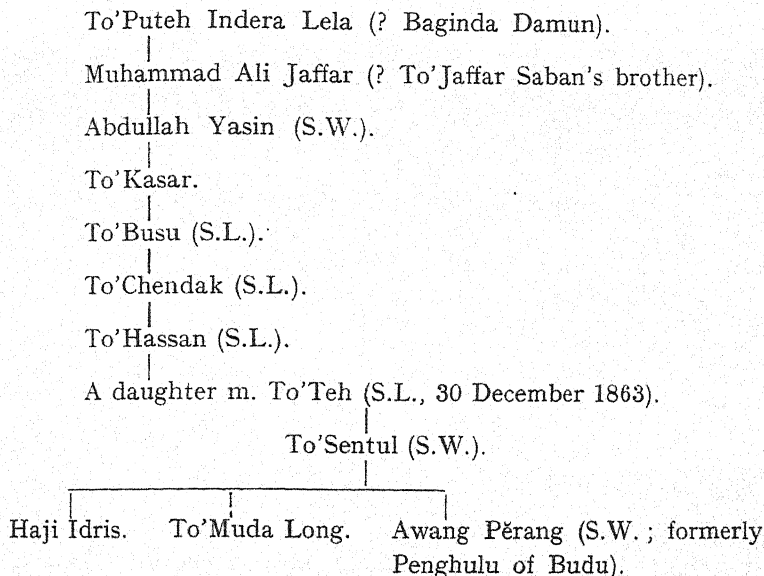 To'Puteh Indera Lela (? Baginda Damun).
Muhammad Ali Jaffar (? To'Jaffar Saban's brother).
Abdullah Yasin (S.W.).
To'Kasar.
To'Busu (S.L.).
To'Chendak (S.L.).
To'Hassan (S.L.).
A daughter m. To'Teh (S.L., 30 December 1863).
To'Sentul (S.W.).
Haji Idris. To'Muda Long. Awang Pĕrang (S.W.; formerly
Penghulu of Budu).